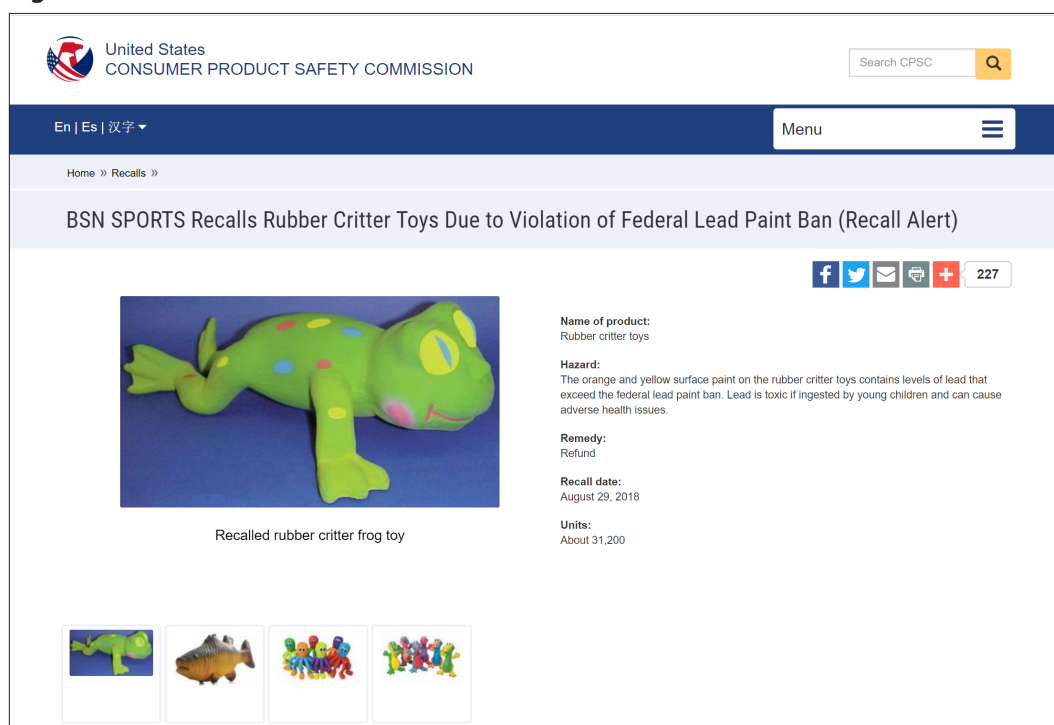 United States
CONSUMER PRODUCT SAFETY COMMISSION
Search CPSC
En | Es | 汉字
Menu
Home » Recalls »
BSN SPORTS Recalls Rubber Critter Toys Due to Violation of Federal Lead Paint Ban (Recall Alert)
227
Name of product:
Rubber critter toys
Hazard:
The orange and yellow surface paint on the rubber critter toys contains levels of lead that
exceed the federal lead paint ban. Lead is toxic if ingested by young children and can cause
adverse health issues.
Remedy:
Refund
Recall date:
August 29, 2018
Units:
About 31,200
Recalled rubber critter frog toy